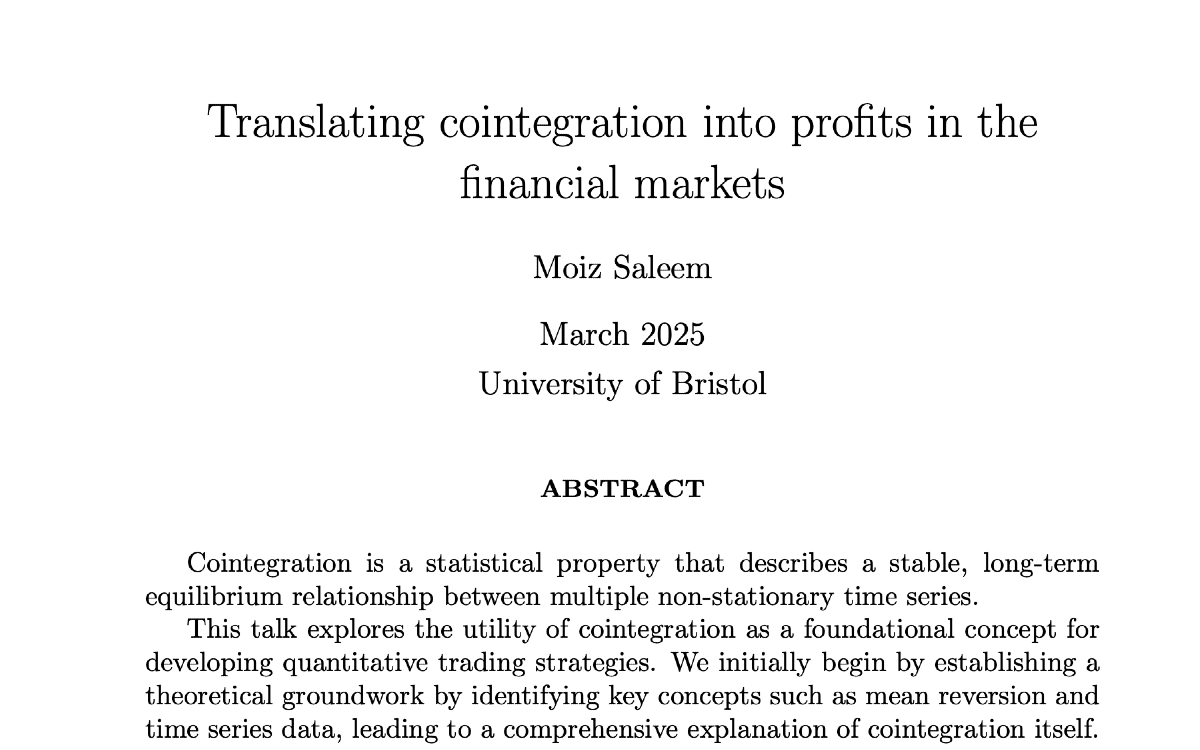 Translating cointegration into profits in the
financial markets
Moiz Saleem
March 2025
University of Bristol
ABSTRACT
Cointegration is a statistical property that describes a stable, long-term
equilibrium relationship between multiple non-stationary time series.
This talk explores the utility of cointegration as a foundational concept for
developing quantitative trading strategies. We initially begin by establishing a
theoretical groundwork by identifying key concepts such as mean reversion and
time series data, leading to a comprehensive explanation of cointegration itself.